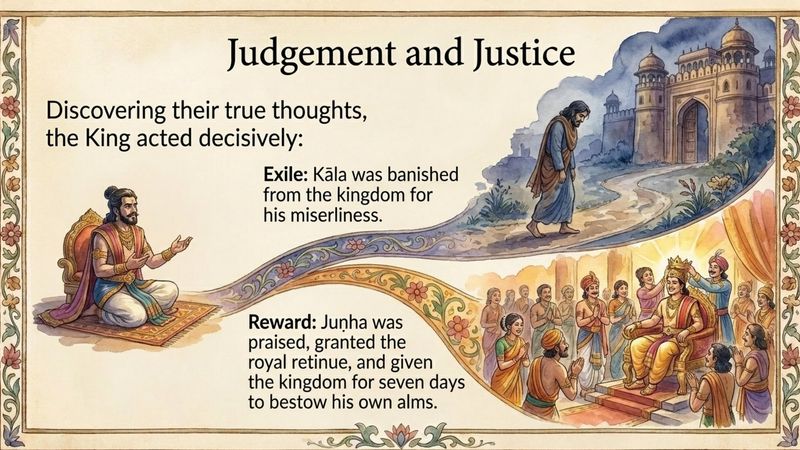 Judgement and Justice
Discovering their true thoughts,
the King acted decisively:
Exile: Kāla was banished
from the kingdom for
his miserliness.
Reward: Juṇha was
praised, granted the
royal retinue, and given
the kingdom for seven days
to bestow his own alms.